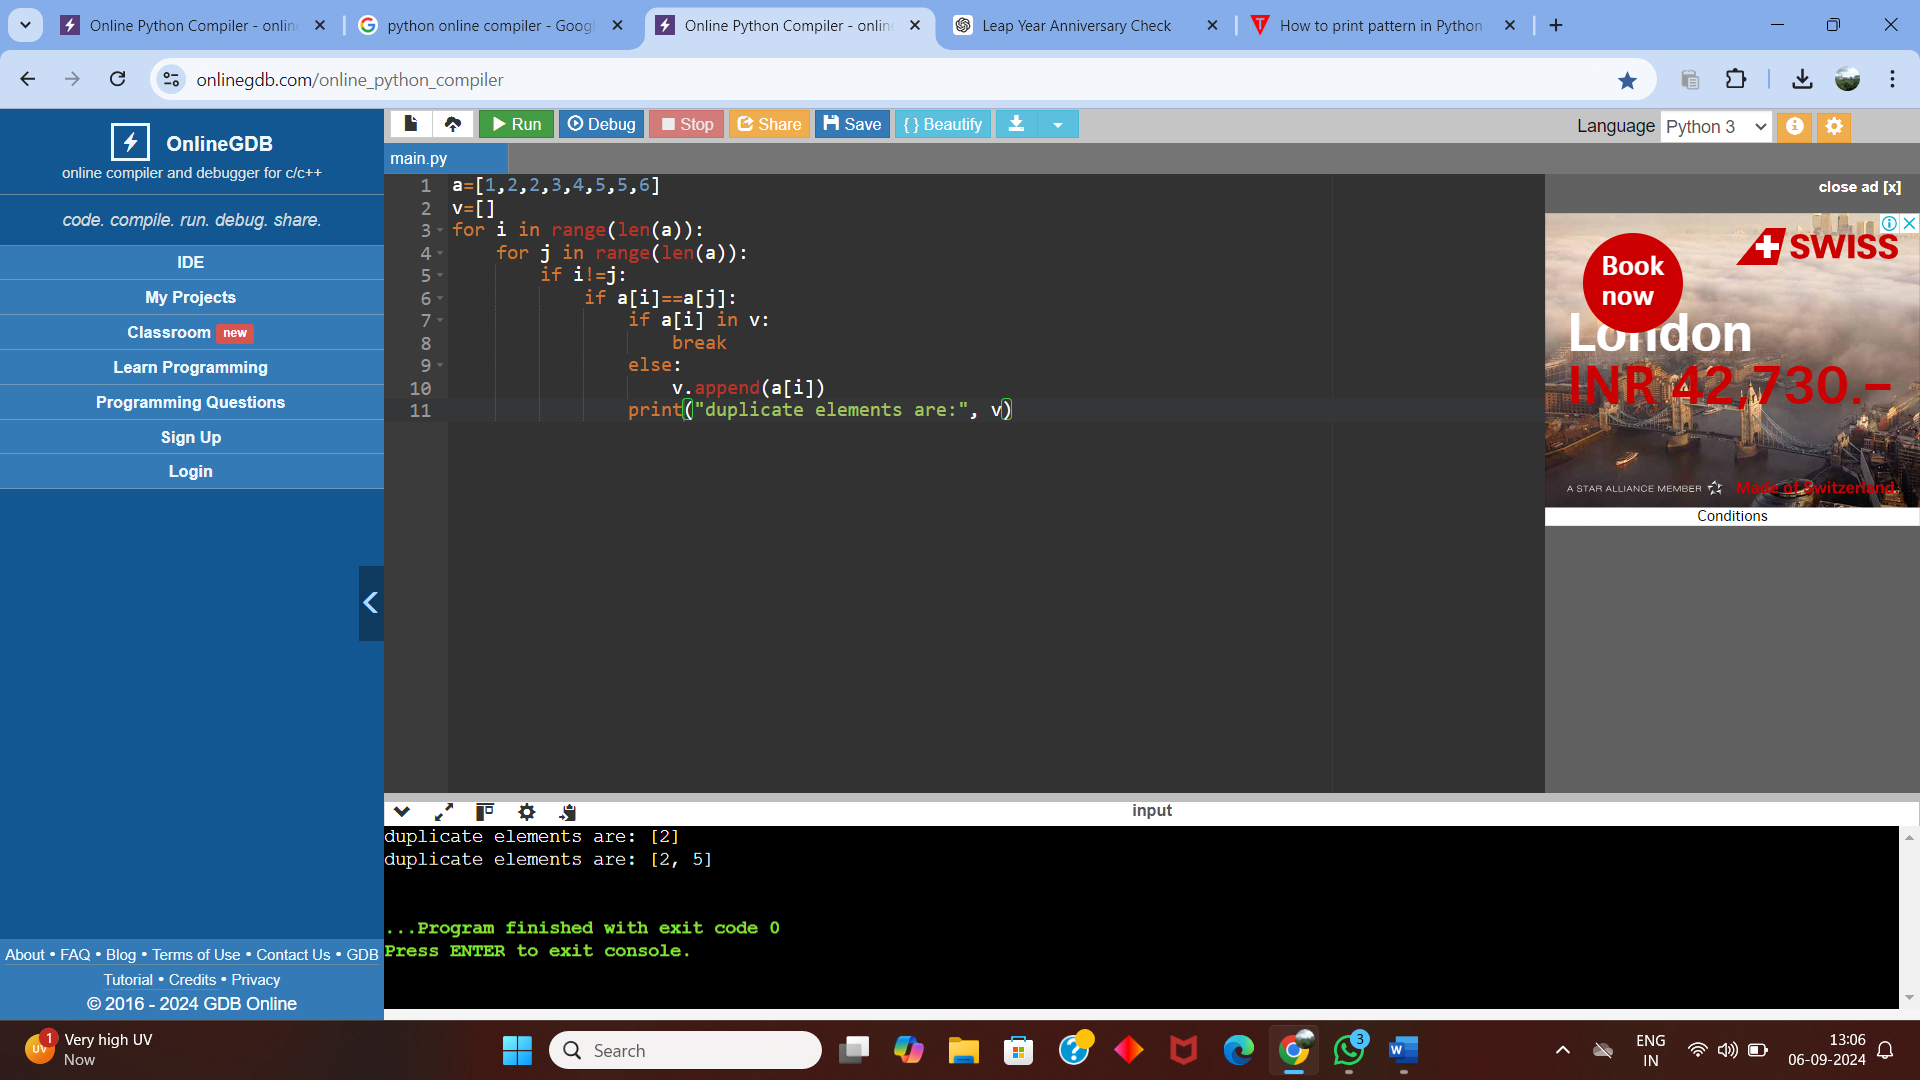 Online Python Compiler - onlin
python online compiler - Googl
Online Python Compiler - onlin
Leap Year Anniversary Check
How to print pattern in Python
onlinegdb.com/online_python_compiler
OnlineGDB
online compiler and debugger for c/c++
code. compile. run. debug. share.
IDE
My Projects
Classroom new
Learn Programming
Programming Questions
Sign Up
Login
About • FAQ • Blog • Terms of Use • Contact Us • GDB
Tutorial • Credits • Privacy
© 2016 - 2024 GDB Online
Run
Debug
Stop
Share
Save
{ } Beautify
Language
Python 3
main.py
1 a=[1,2,2,3,4,5,5,6]
2 v=[]
3 for i in range(len(a)):
4     for j in range(len(a)):
5         if i!=j:
6             if a[i]==a[j]:
7                 if a[i] in v:
8                     break
9                 else:
10                     v.append(a[i])
11                 print("duplicate elements are:", v)
close ad [x]
SWISS
Book
now
London
INR 42,730.–
A STAR ALLIANCE MEMBER
Made of Switzerland.
Conditions
input
duplicate elements are: [2]
duplicate elements are: [2, 5]
...Program finished with exit code 0
Press ENTER to exit console.
1
UV
Very high UV
Now
Search
3
W
ENG
IN
13:06
06-09-2024